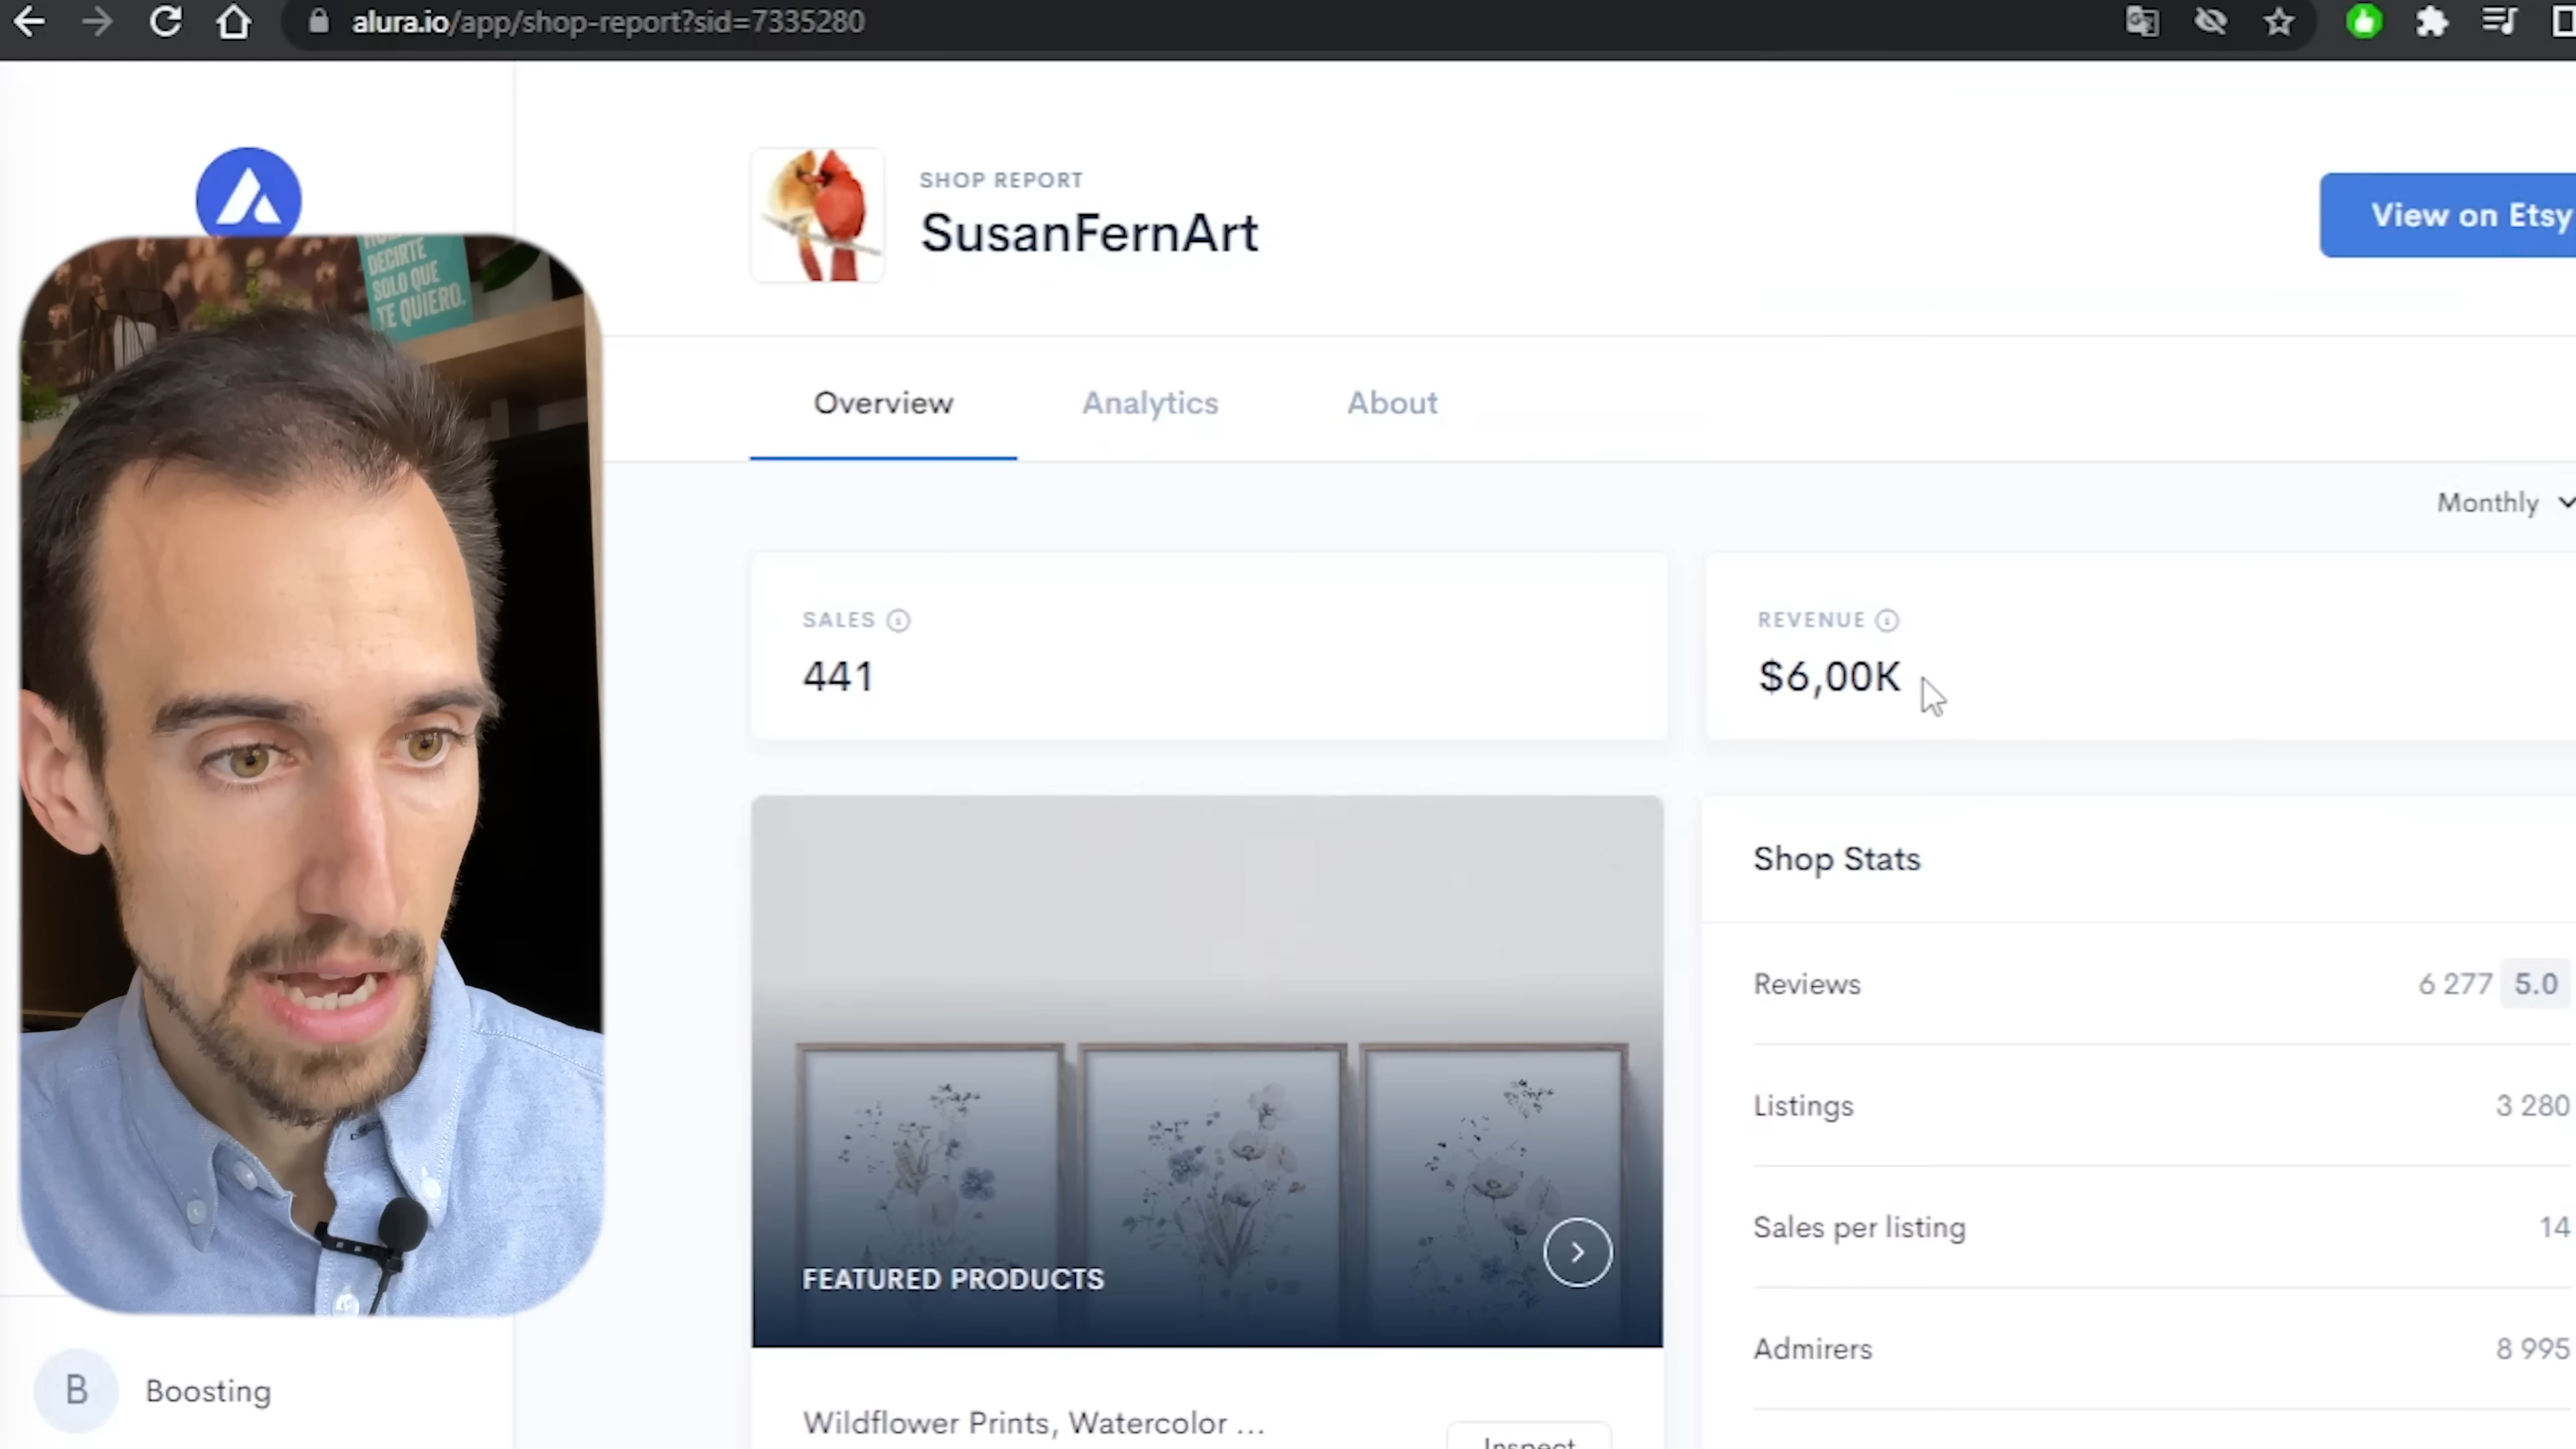 alura.io/app/shop-report?sid=7335280
SHOP REPORT
SusanFernArt
View on Etsy
DECIRTE
SOLO QUE
TE QUIERO.
Overview
Analytics
About
Monthly
SALES
441
REVENUE
$6,00K
Shop Stats
Reviews
6 277 5.0
Listings
3 280
Sales per listing
14
Admirers
8 995
FEATURED PRODUCTS
B Boosting
Wildflower Prints, Watercolor ...
Inspect